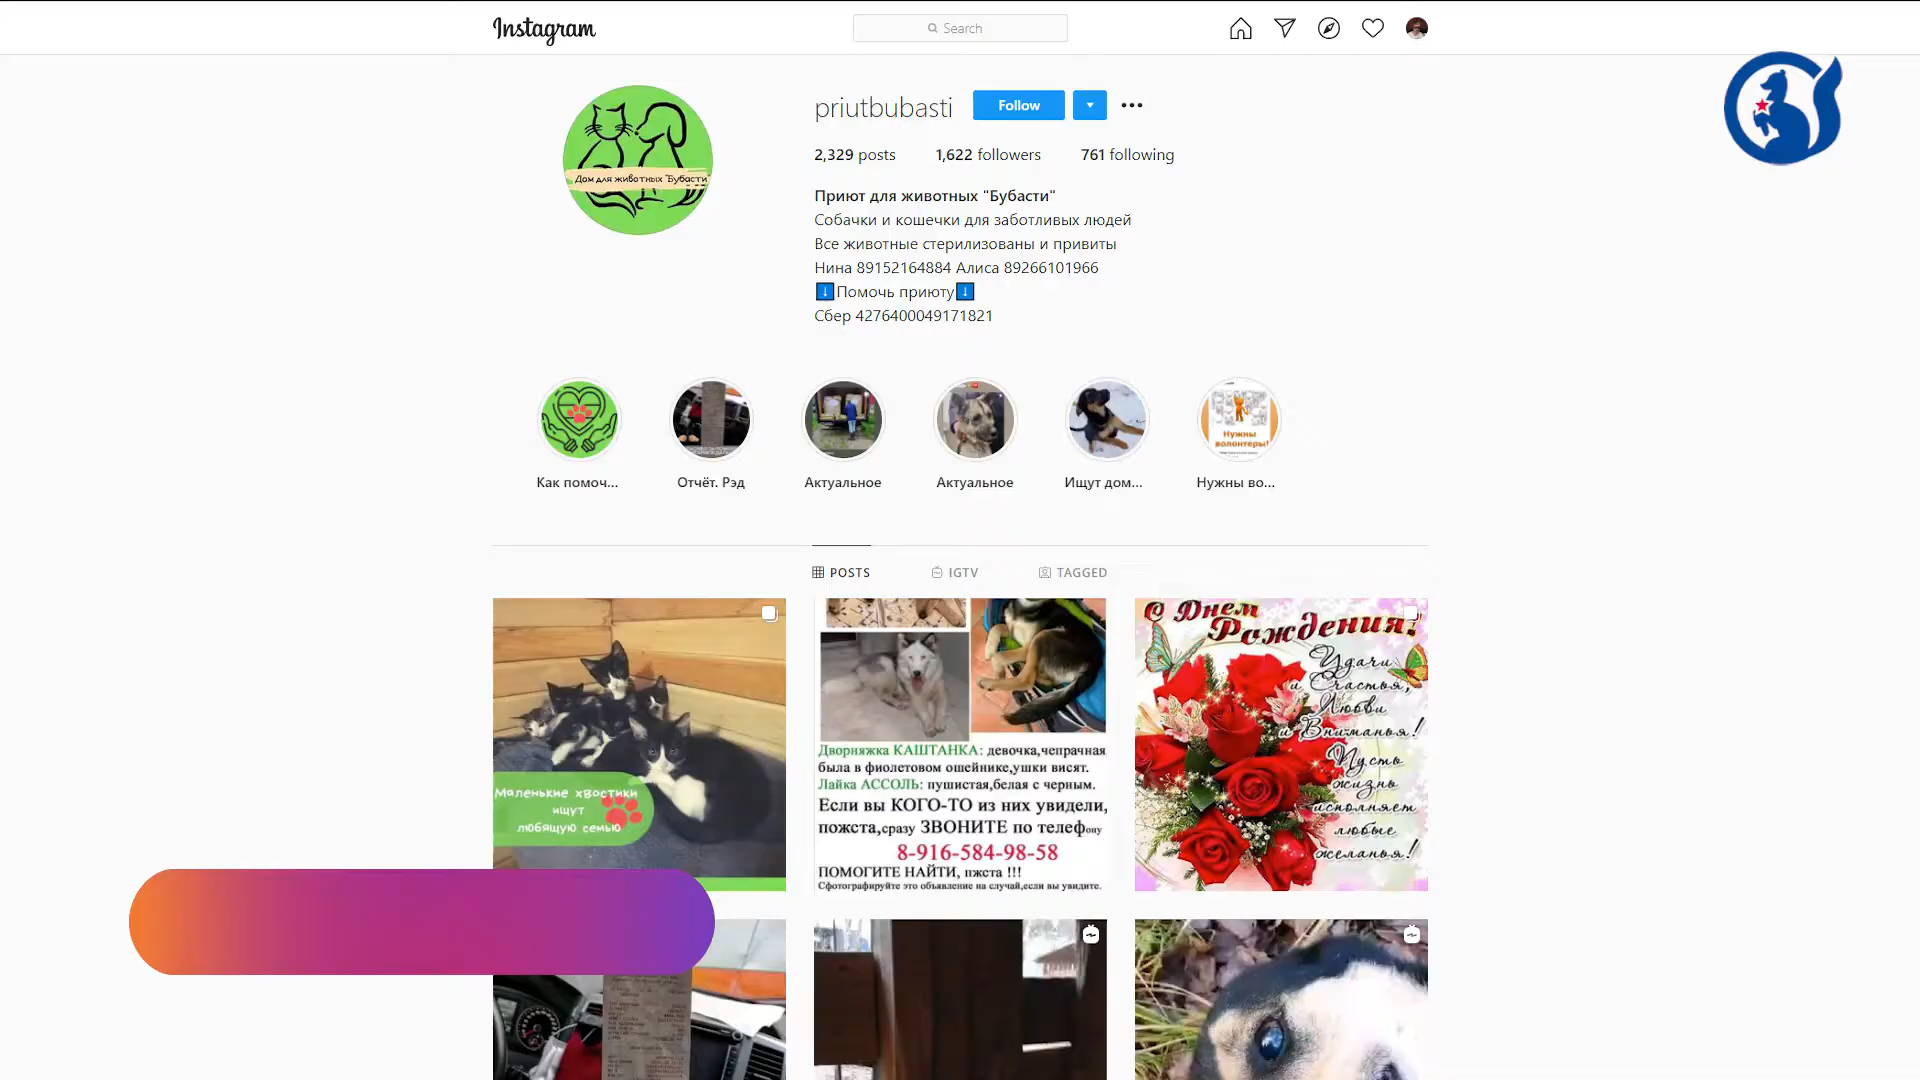 Instagram
Search
priutbubasti
Follow
2,329 posts
1,622 followers
761 following
Приют для животных "Бубасти"
Собачки и кошечки для заботливых людей
Все животные стерилизованы и привиты
Нина 89152164884 Алиса 89266101966
Помочь приюту
Сбер 4276400049171821
Дом для животных "Бубасти"
Нужны
волонтеры!
Как помоч...
Отчёт. Рэд
Актуальное
Актуальное
Ищут дом...
Нужны во...
POSTS
IGTV
TAGGED
Маленькие хвостики
ищут
любящую семью
Дворняжка КАШТАНКА: девочка,чепрачная
была в фиолетовом ошейнике,ушки висят.
Лайка АССОЛЬ: пушистая,белая с черным.
Если вы КОГО-ТО из них увидели,
пожста,сразу ЗВОНИТЕ по телефону
8-916-584-98-58
ПОМОГИТЕ НАЙТИ, пжста !!!
Сфотографируйте это объявление на случай,если вы увидите.
С Днем
Рождения!
Удачи
и Счастья,
Любви
и Вниманья!
Пусть
жизнь
исполняет
любые
желанья!